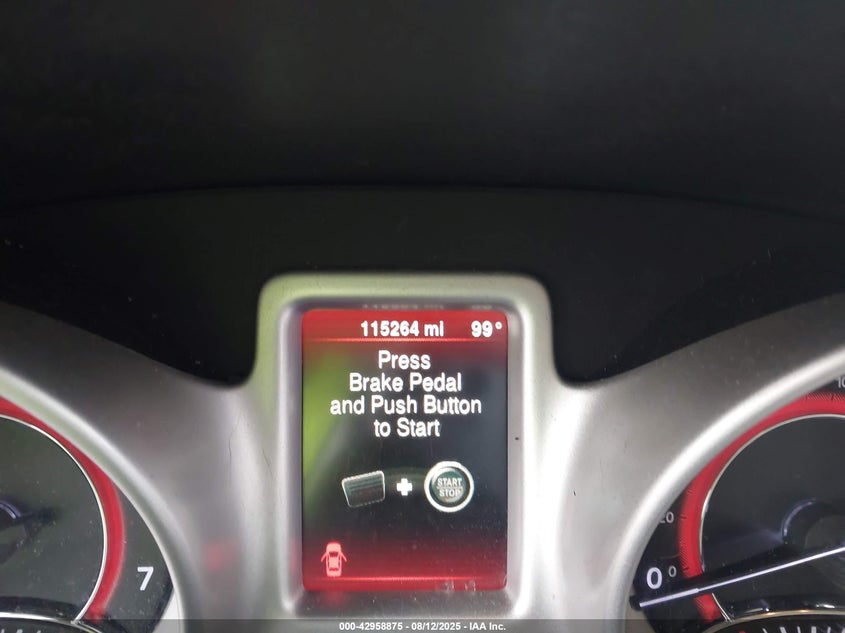 115264 mi 99°
Press
Brake Pedal
and Push Button
to Start
START
STOP
7
0
0
000-42958875 - 08/12/2025 - IAA Inc.